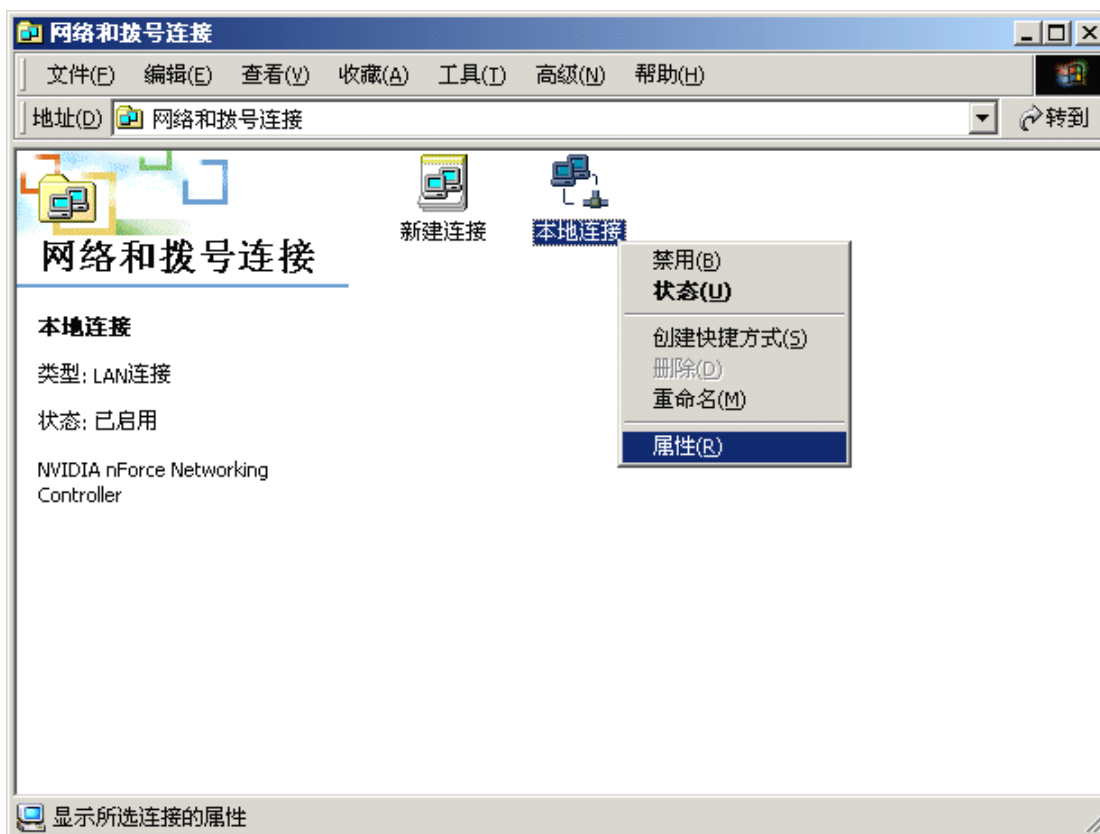 网络和拨号连接
文件(F) 编辑(E) 查看(V) 收藏(A) 工具(T) 高级(N) 帮助(H)
地址(D) 网络和拨号连接 转到
新建连接 本地连接
网络和拨号连接
本地连接
类型: LAN连接
状态: 已启用
NVIDIA nForce Networking
Controller
禁用(B)
状态(U)
创建快捷方式(S)
删除(D)
重命名(M)
属性(R)
显示所选连接的属性